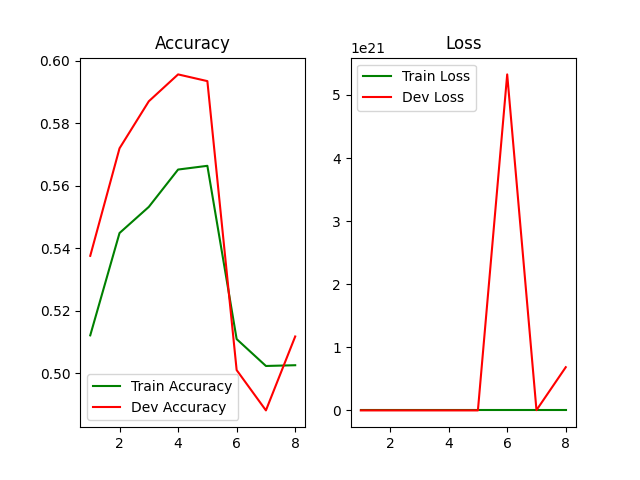 Accuracy
0.60
0.58
0.56
0.54
0.52
0.50
Train Accuracy
Dev Accuracy
2 4 6 8
Loss
1e21
Train Loss
Dev Loss
5
4
3
2
1
0
2 4 6 8